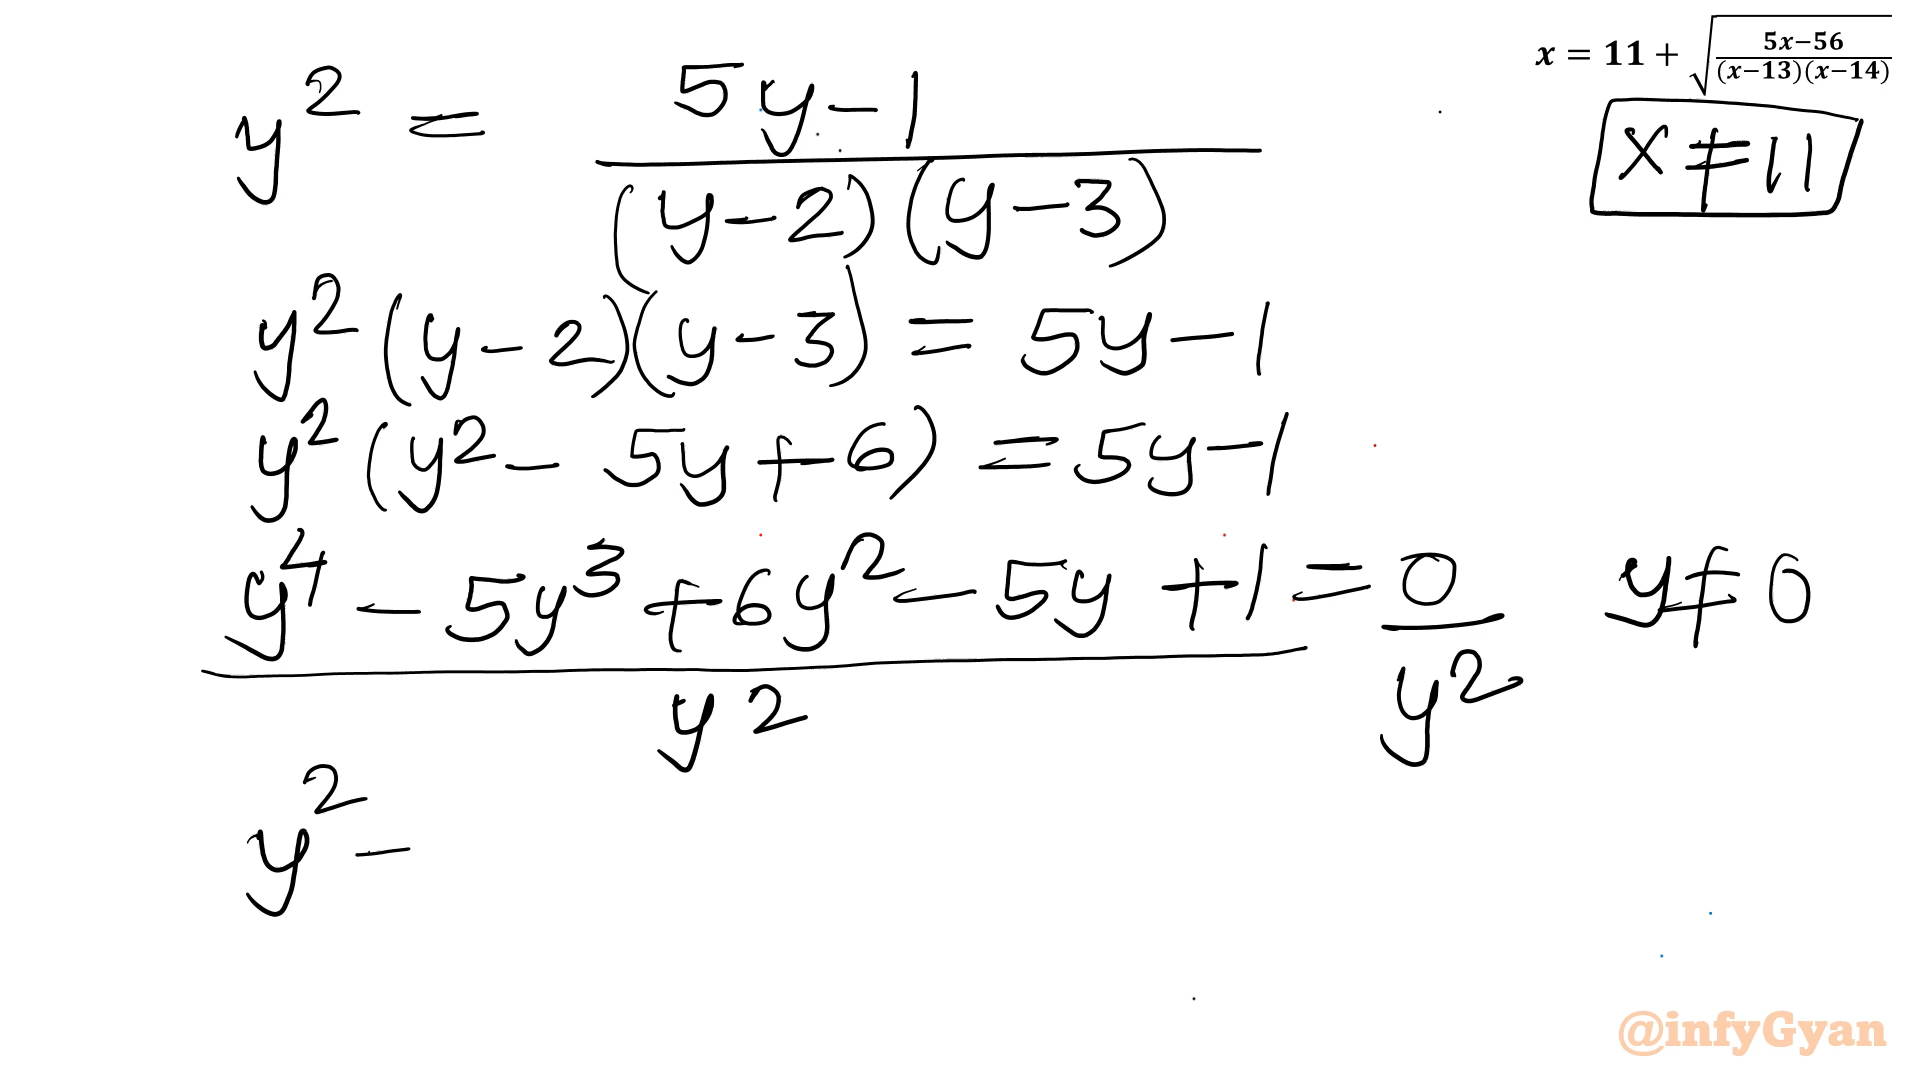 x = 11 + √((5x−56)/((x−13)(x−14)))
x ≠ 11
y² = (5y − 1)/((y − 2)(y − 3))
y²(y − 2)(y − 3) = 5y − 1
y²(y² − 5y + 6) = 5y − 1
(y⁴ − 5y³ + 6y² − 5y + 1)/y² = 0/y² y ≠ 0
y² −
@infyGyan